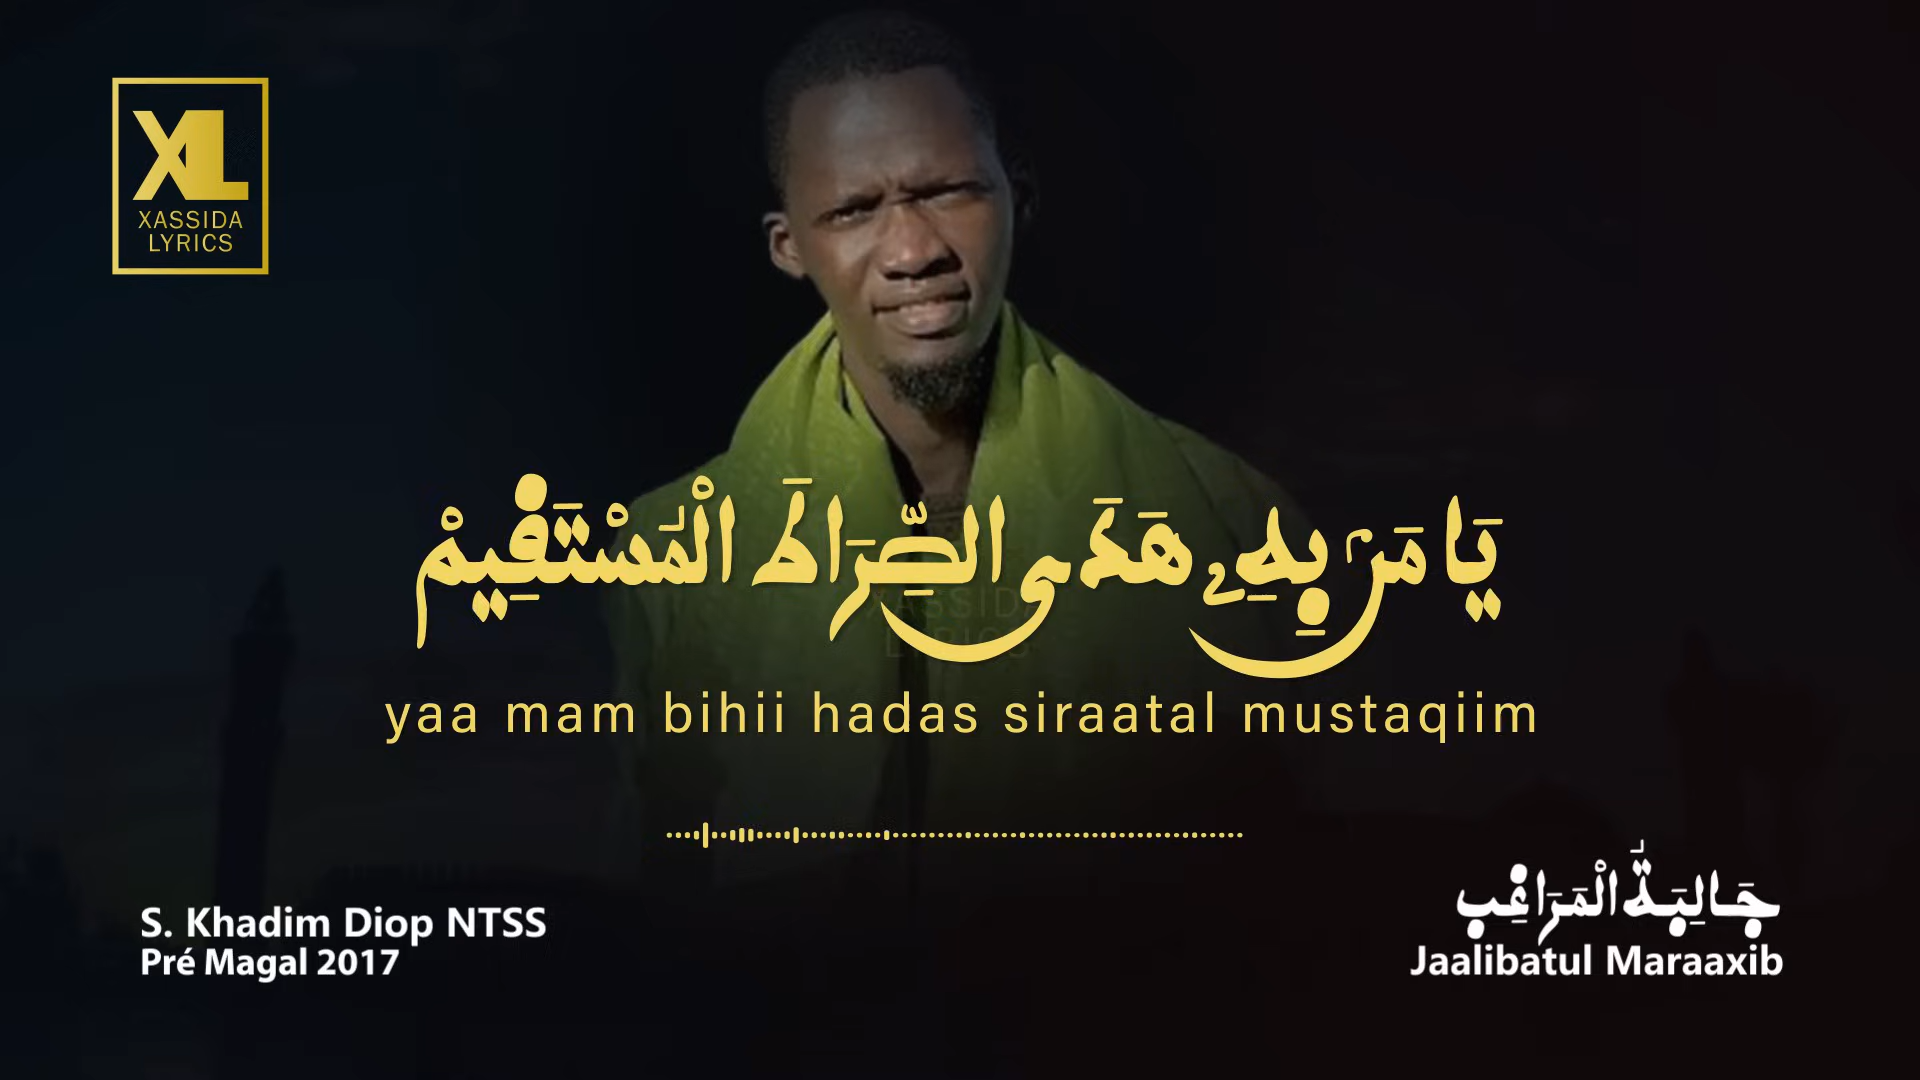 XL
XASSIDA
LYRICS
يَا مَن بِهِۦ هَدَى الصِّرَاطَ الْمُسْتَقِيمْ
yaa mam bihii hadas siraatal mustaqiim
S. Khadim Diop NTSS
Pré Magal 2017
جَالِبَةُ الْمَرَاغِب
Jaalibatul Maraaxib